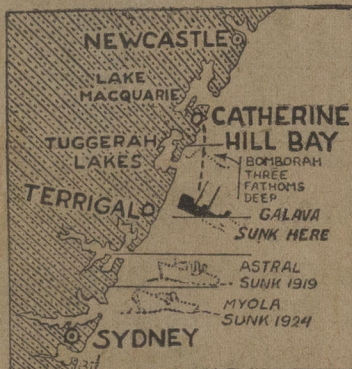 NEWCASTLE
LAKE
MACQUARIE
CATHERINE
HILL BAY
TUGGERAH
LAKES
BOMBORAH
THREE
FATHOMS
DEEP
TERRIGAL
GALAVA
SUNK HERE
ASTRAL
SUNK 1919
MYOLA
SUNK 1924
SYDNEY